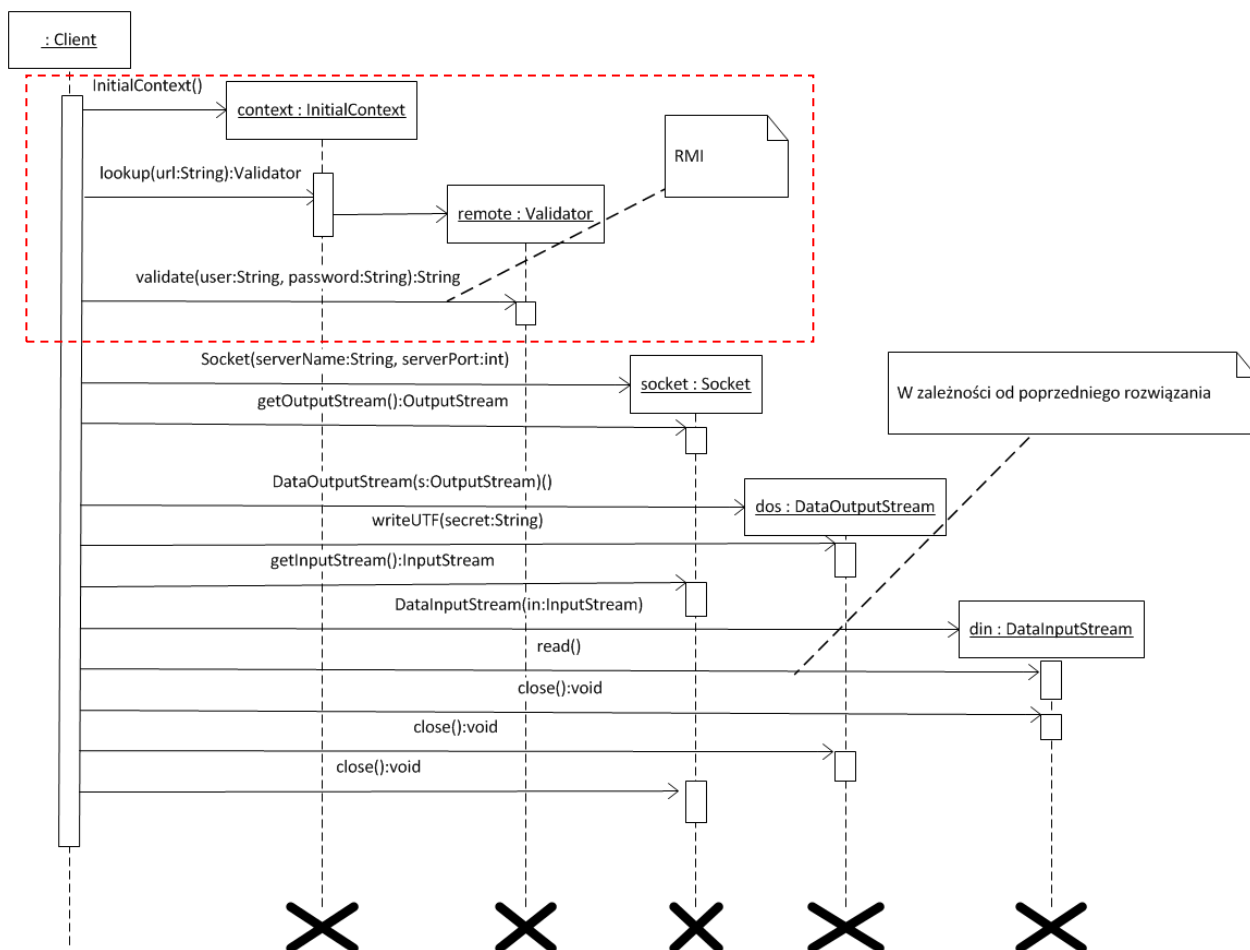 : Client
InitialContext()
context : InitialContext
RMI
lookup(url:String):Validator
remote : Validator
validate(user:String, password:String):String
Socket(serverName:String, serverPort:int)
socket : Socket
W zależności od poprzedniego rozwiązania
getOutputStream():OutputStream
DataOutputStream(s:OutputStream)()
dos : DataOutputStream
writeUTF(secret:String)
getInputStream():InputStream
DataInputStream(in:InputStream)
din : DataInputStream
read()
close():void
close():void
close():void